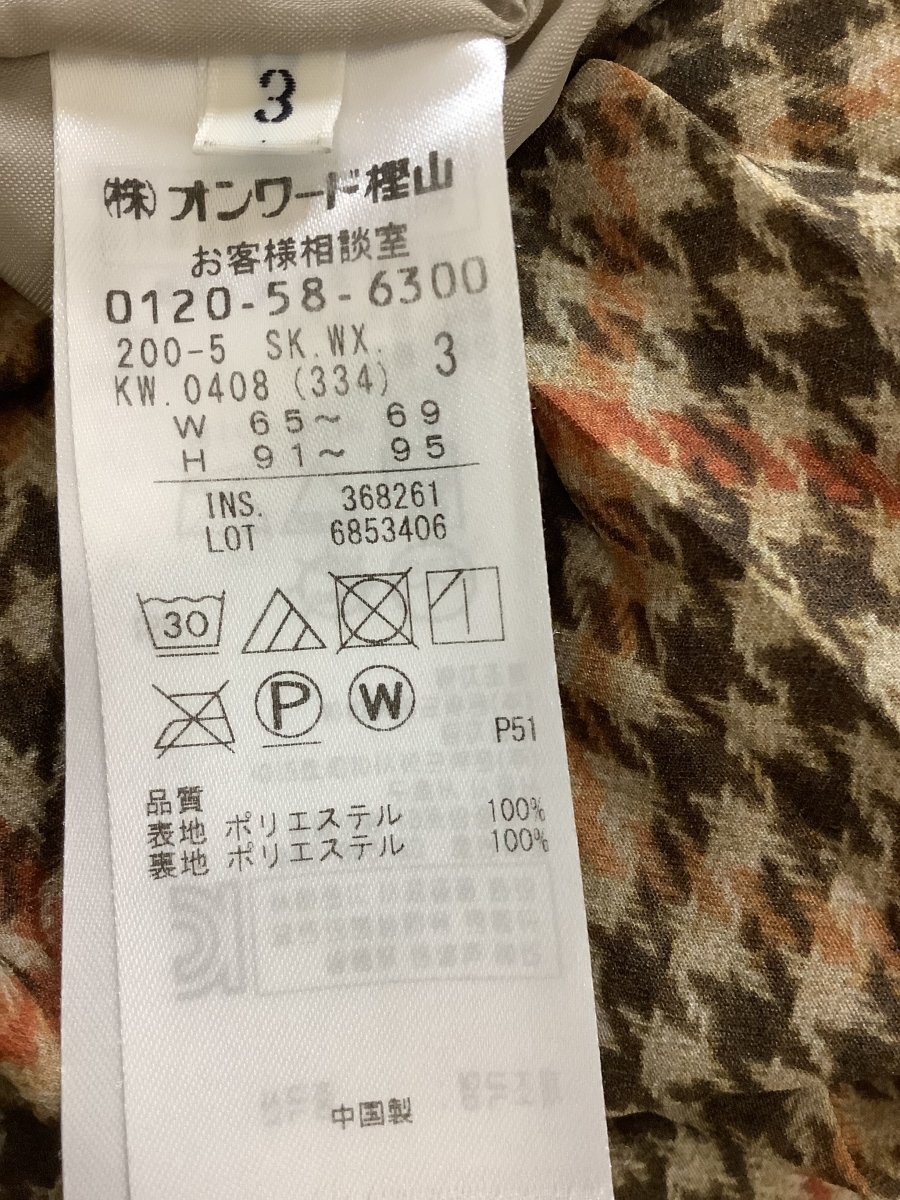 3
(株) オンワード樫山
お客様相談室
0120-58-6300
200-5 SK.WX. 3
KW.0408 (334)
W 65~ 69
H 91~ 95
INS. 368261
LOT 6853406
30
P W
P51
品質
表地 ポリエステル 100%
裏地 ポリエステル 100%
中国製